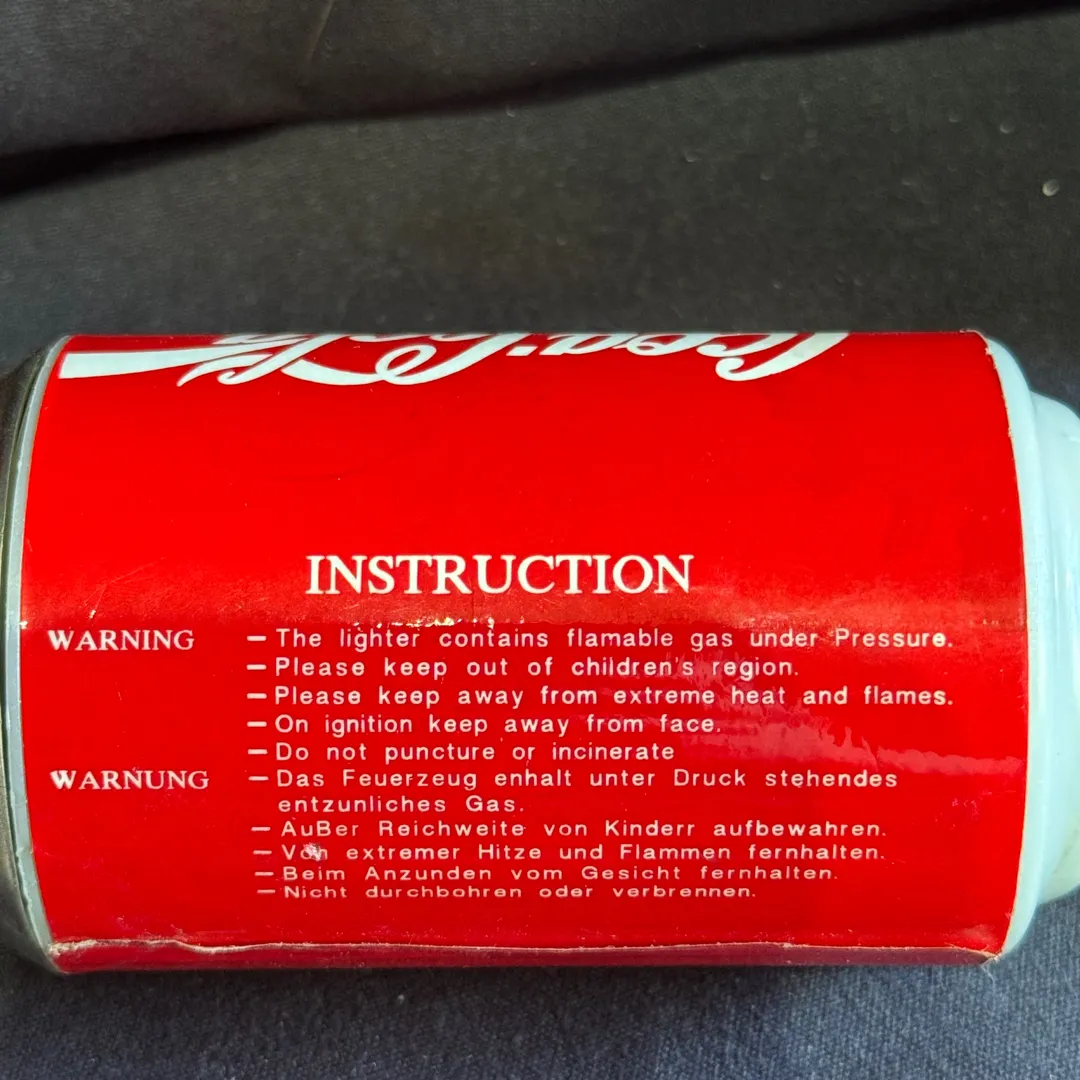 Coca-Cola
INSTRUCTION
WARNING – The lighter contains flamable gas under Pressure.
– Please keep out of children's region.
– Please keep away from extreme heat and flames.
– On ignition keep away from face.
– Do not puncture or incinerate
WARNUNG – Das Feuerzeug enhalt unter Druck stehendes
entzunliches Gas.
– AuBer Reichweite von Kinderr aufbewahren.
– Von extremer Hitze und Flammen fernhalten.
– Beim Anzunden vom Gesicht fernhalten.
– Nicht durchbohren oder verbrennen.